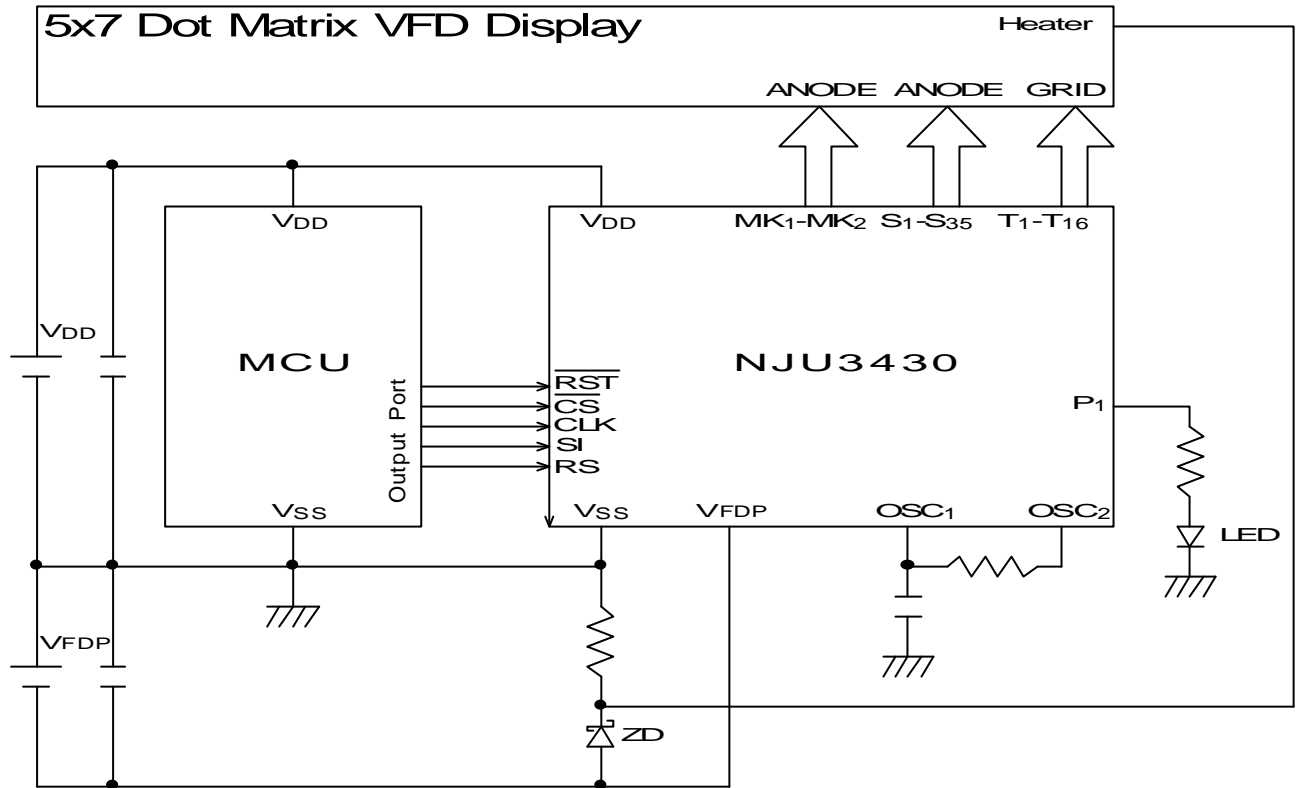 5x7 Dot Matrix VFD Display
Heater
ANODE ANODE GRID
VDD
VDD
MK1-MK2 S1-S35 T1-T16
VDD
MCU
NJU3430
Output Port
RST
CS
CLK
SI
RS
P1
VSS
VSS
VFDP
OSC1
OSC2
LED
VFDP
ZD